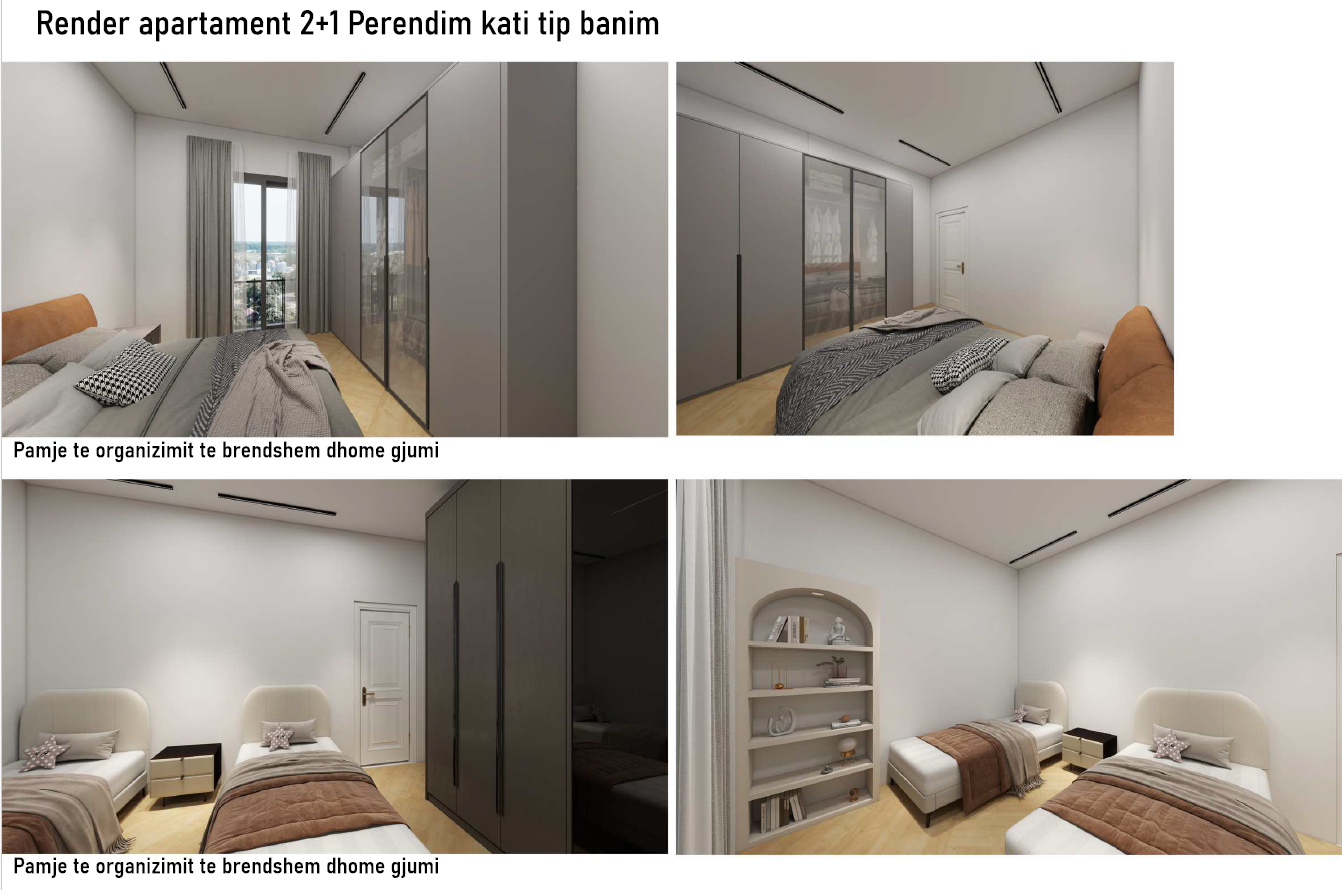 Render apartament 2+1 Perendim kati tip banim
Pamje te organizimit te brendshem dhome gjumi
Pamje te organizimit te brendshem dhome gjumi